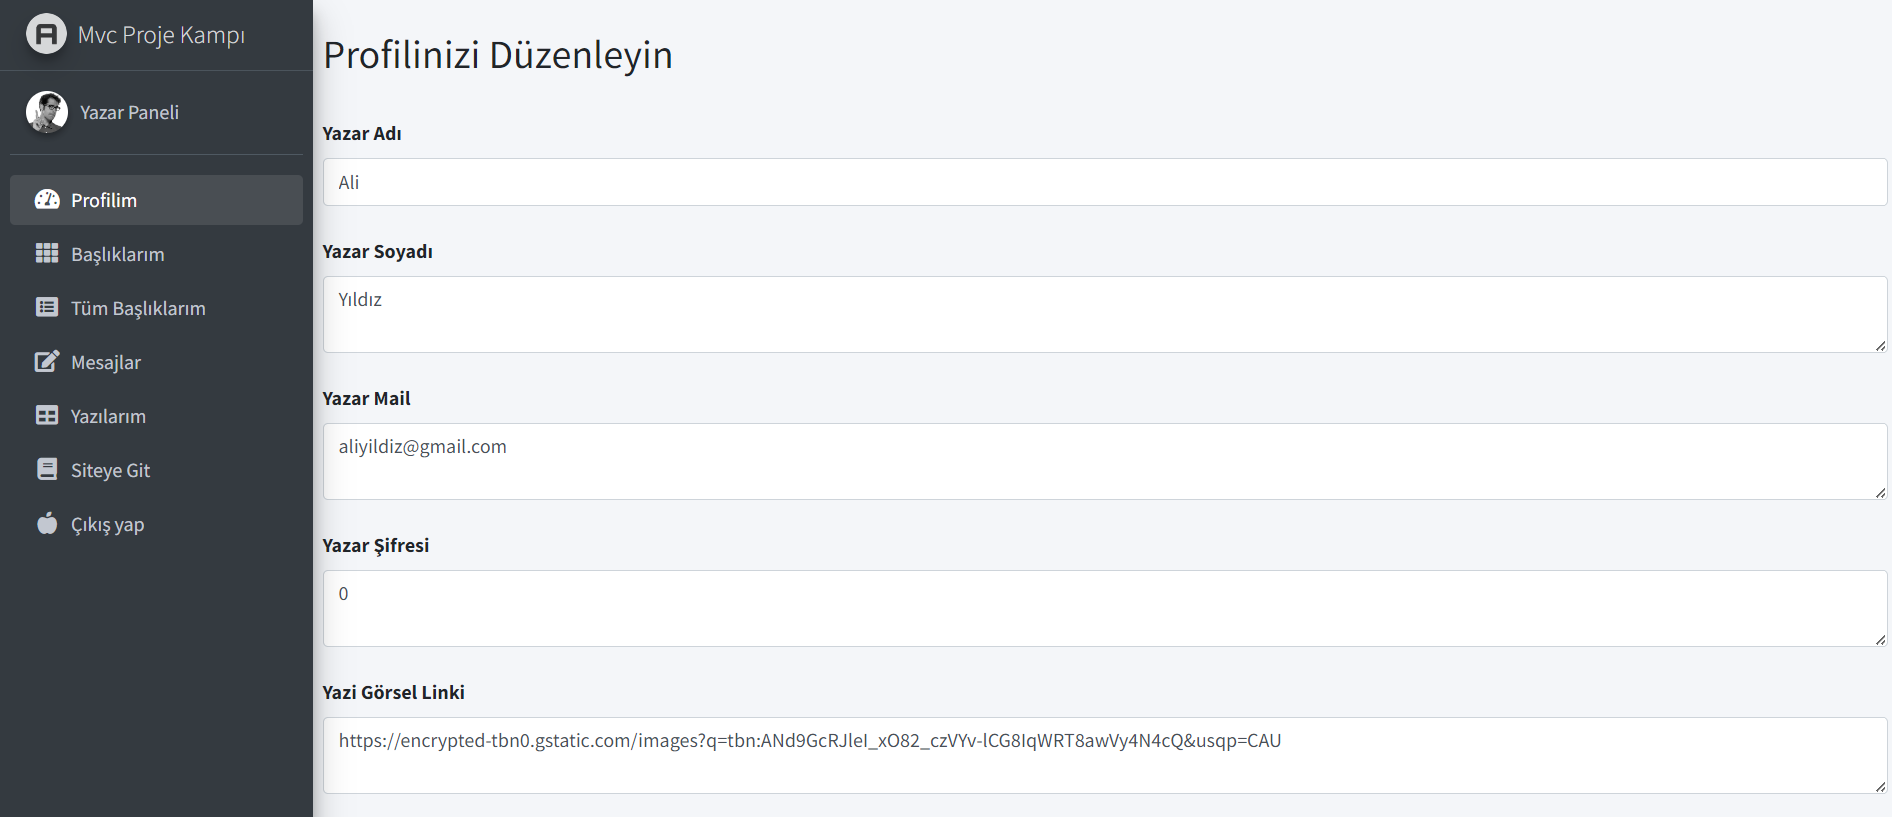 Mvc Proje Kampı
Yazar Paneli
Profilim
Başlıklarım
Tüm Başlıklarım
Mesajlar
Yazılarım
Siteye Git
Çıkış yap
Profilinizi Düzenleyin
Yazar Adı
Ali
Yazar Soyadı
Yıldız
Yazar Mail
aliyildiz@gmail.com
Yazar Şifresi
0
Yazi Görsel Linki
https://encrypted-tbn0.gstatic.com/images?q=tbn:ANd9GcRJleI_xO82_czVYv-lCG8IqWRT8awVy4N4cQ&usqp=CAU